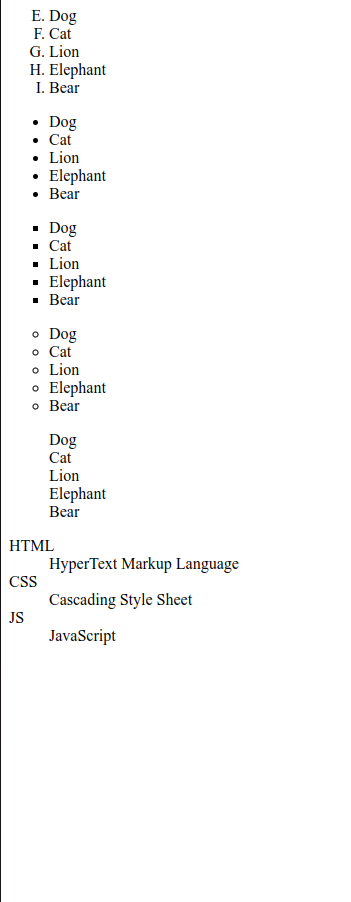 E. Dog
F. Cat
G. Lion
H. Elephant
I. Bear
• Dog
• Cat
• Lion
• Elephant
• Bear
▪ Dog
▪ Cat
▪ Lion
▪ Elephant
▪ Bear
◦ Dog
◦ Cat
◦ Lion
◦ Elephant
◦ Bear
Dog
Cat
Lion
Elephant
Bear
HTML
HyperText Markup Language
CSS
Cascading Style Sheet
JS
JavaScript